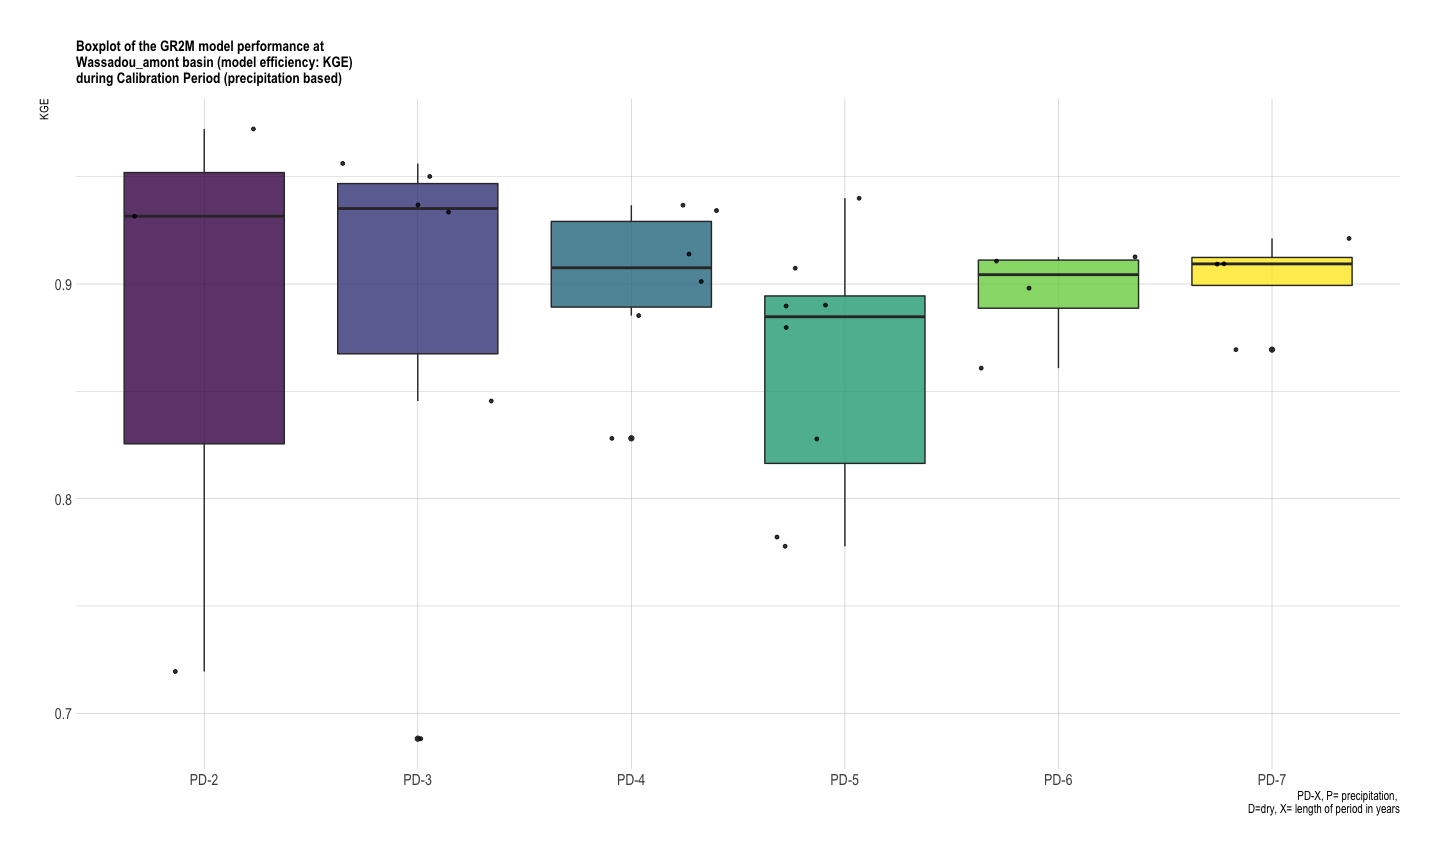 Boxplot of the GR2M model performance at
Wassadou_amont basin (model efficiency: KGE)
during Calibration Period (precipitation based)
KGE
0.9
0.8
0.7
PD-2 PD-3 PD-4 PD-5 PD-6 PD-7
PD-X, P= precipitation,
D=dry, X= length of period in years